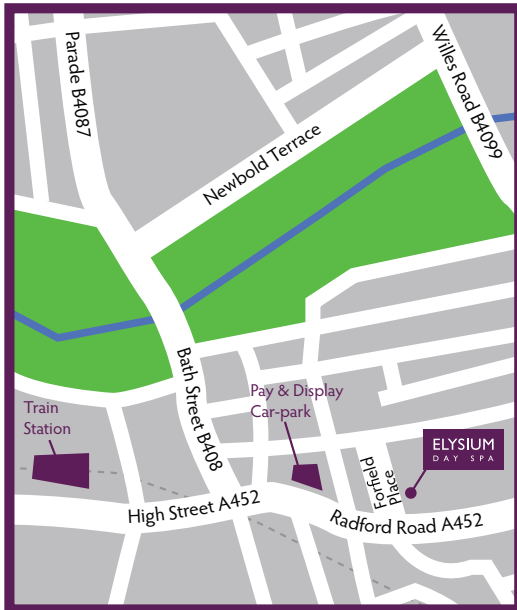 Parade B4087
Willes Road B4099
Newbold Terrace
Bath Street B408
Pay & Display
Car-park
Train
Station
ELYSIUM
DAY SPA
Forfield
Place
High Street A452
Radford Road A452